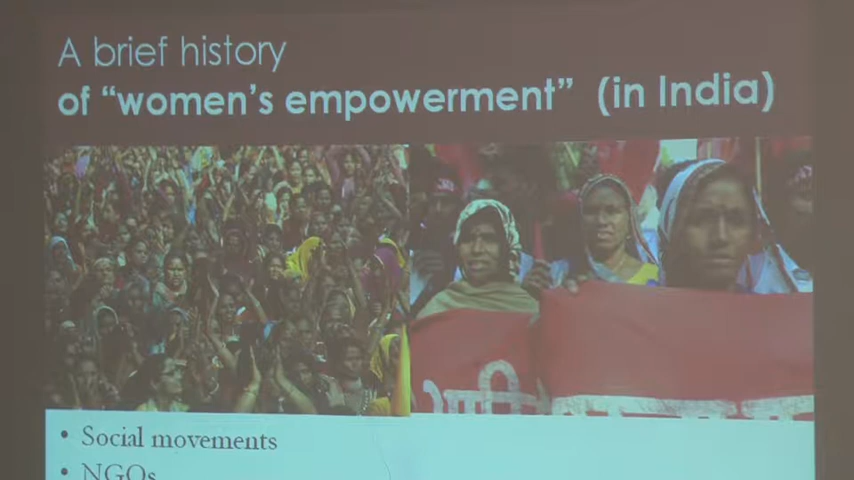 A brief history
of “women’s empowerment” (in India)
• Social movements
• NGOs